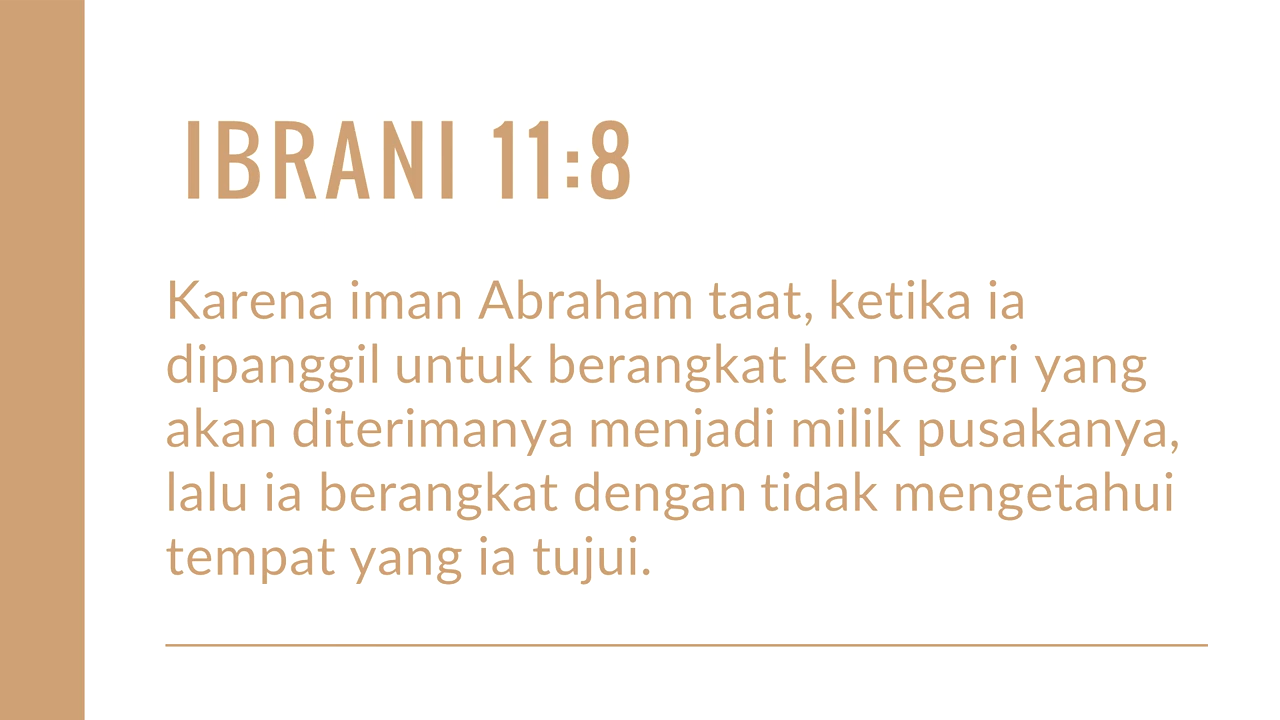 IBRANI 11:8
Karena iman Abraham taat, ketika ia
dipanggil untuk berangkat ke negeri yang
akan diterimanya menjadi milik pusakanya,
lalu ia berangkat dengan tidak mengetahui
tempat yang ia tujui.